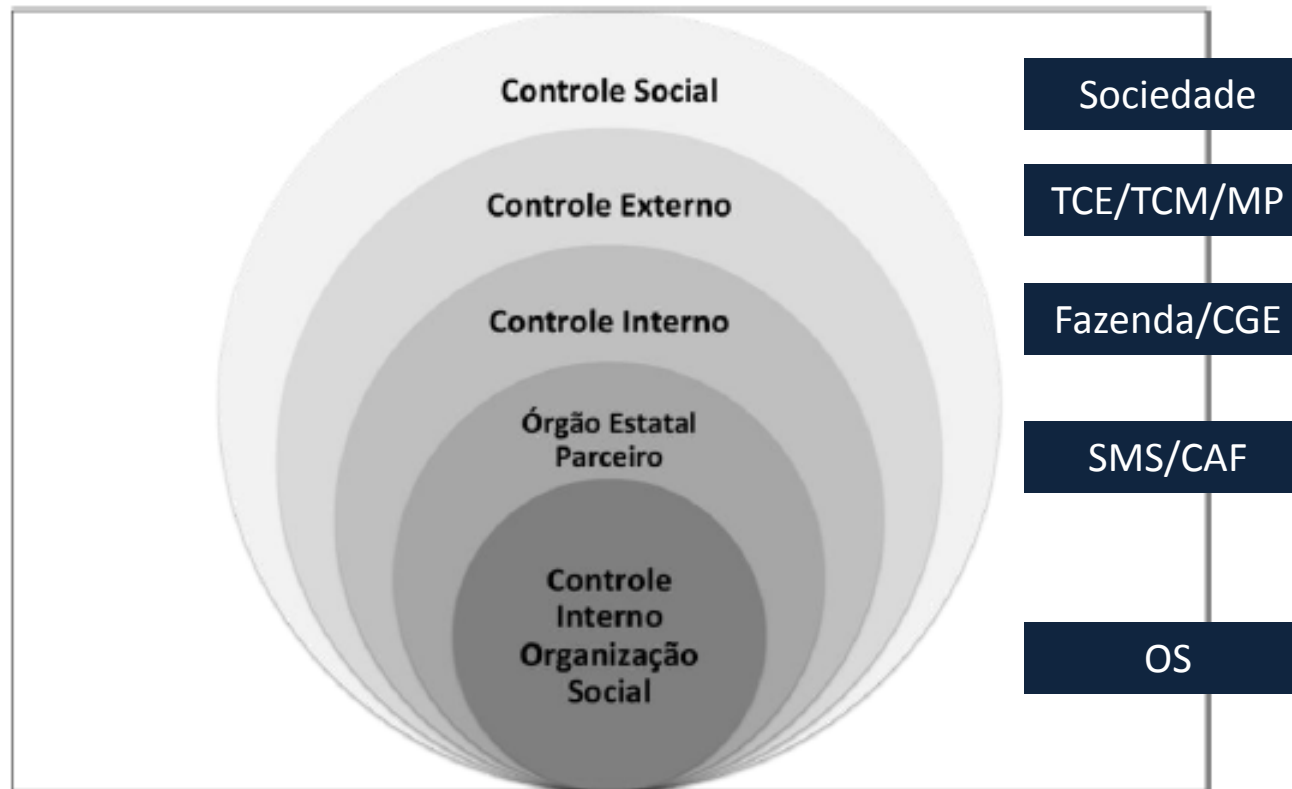 Controle Social
Sociedade
Controle Externo
TCE/TCM/MP
Controle Interno
Fazenda/CGE
Órgão Estatal
Parceiro
SMS/CAF
Controle
Interno
Organização
Social
OS